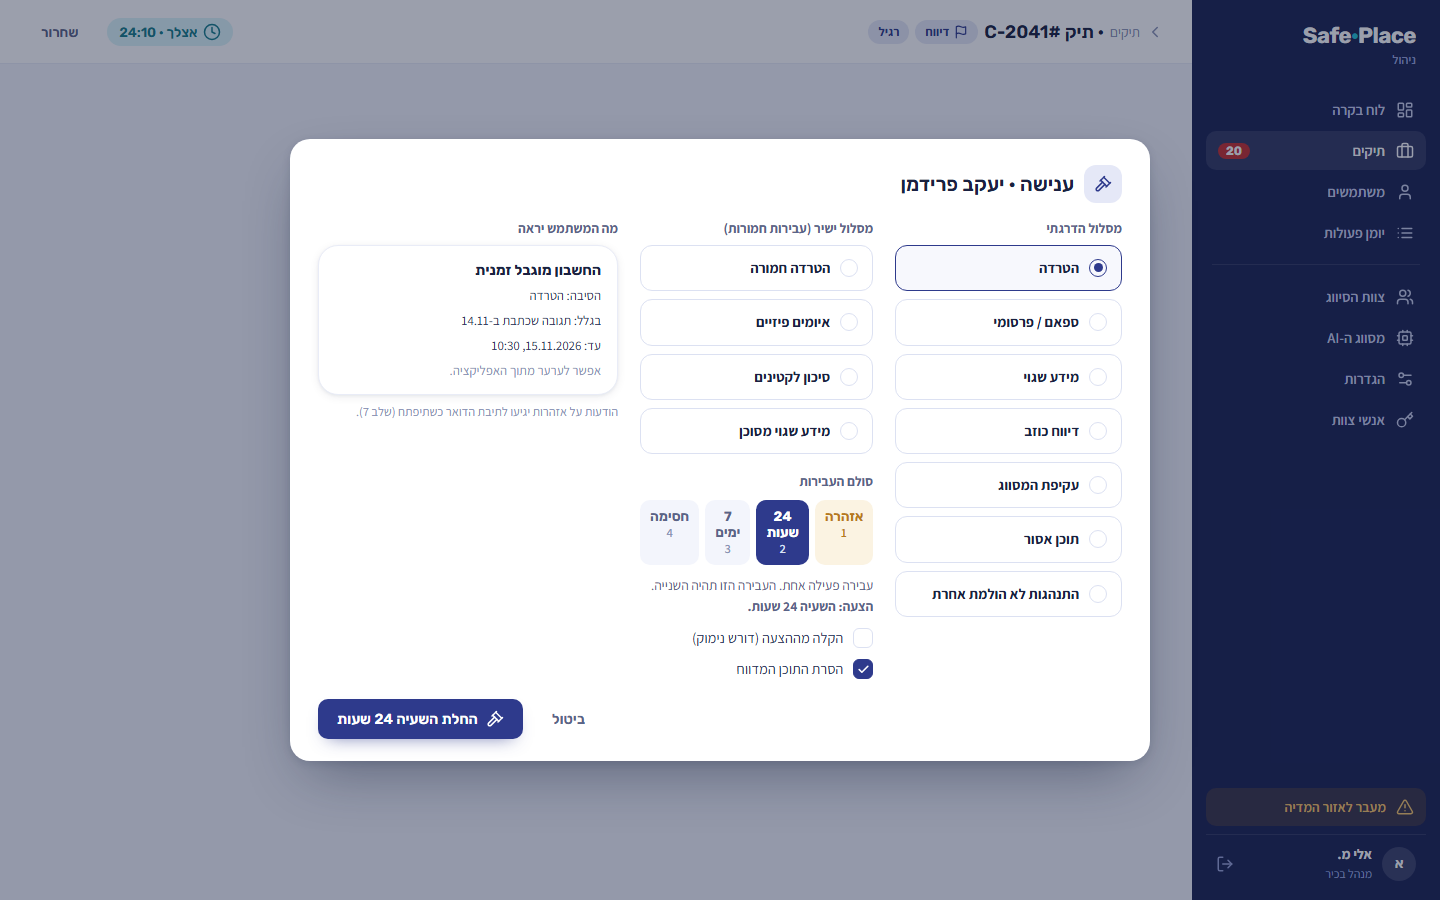 Safe•Place
ניהול
לוח בקרה
תיקים
20
משתמשים
יומן פעולות
צוות הסיווג
מסווג ה-AI
הגדרות
אנשי צוות
מעבר לאזור המדיה
א
אלי מ.
מנהל בכיר
תיקים • תיק #C-2041
דיווח
רגיל
אצלך • 24:10
שחרור
ענישה • יעקב פרידמן
מסלול הדרגתי
הטרדה
ספאם / פרסומי
מידע שגוי
דיווח כוזב
עקיפת המסווג
תוכן אסור
התנהגות לא הולמת אחרת
מסלול ישיר (עבירות חמורות)
הטרדה חמורה
איומים פיזיים
סיכון לקטינים
מידע שגוי מסוכן
סולם העבירות
אזהרה
1
24
שעות
2
7
ימים
3
חסימה
4
עבירה פעילה אחת. העבירה הזו תהיה השנייה.
הצעה: השעיה 24 שעות.
הקלה מההצעה (דורש נימוק)
הסרת התוכן המדווח
מה המשתמש יראה
החשבון מוגבל זמנית
הסיבה: הטרדה
בגלל: תגובה שכתבת ב-14.11
עד: 15.11.2026, 10:30
אפשר לערער מתוך האפליקציה.
הודעות על אזהרות יגיעו לתיבת הדואר כשתיפתח (שלב 7).
ביטול
החלת השעיה 24 שעות